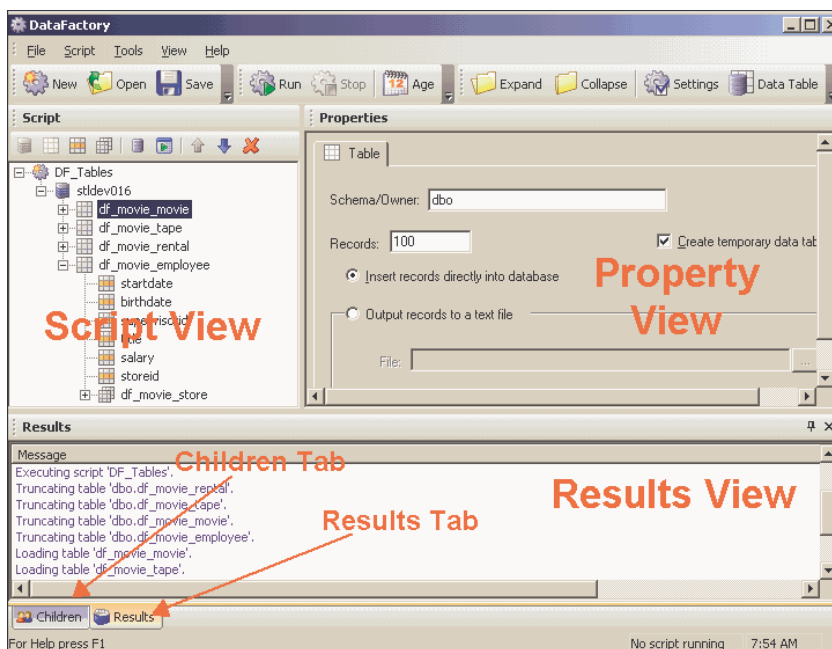 DataFactory
File Script Tools View Help
New Open Save Run Stop 12 Age Expand Collapse Settings Data Table
Script
Properties
DF_Tables
stldev016
df_movie_movie
df_movie_tape
df_movie_rental
df_movie_employee
startdate
birthdate
supervisorid
title
salary
storeid
df_movie_store
Script View
Table
Schema/Owner: dbo
Records: 100
Create temporary data tab
Insert records directly into database
Output records to a text file
File:
...
Property
View
Results
Message
Executing script 'DF_Tables'.
Truncating table 'dbo.df_movie_rental'.
Truncating table 'dbo.df_movie_tape'.
Truncating table 'dbo.df_movie_movie'.
Truncating table 'dbo.df_movie_employee'.
Loading table 'df_movie_movie'.
Loading table 'df_movie_tape'.
Children Tab
Results Tab
Results View
Children Results
For Help press F1
No script running 7:54 AM